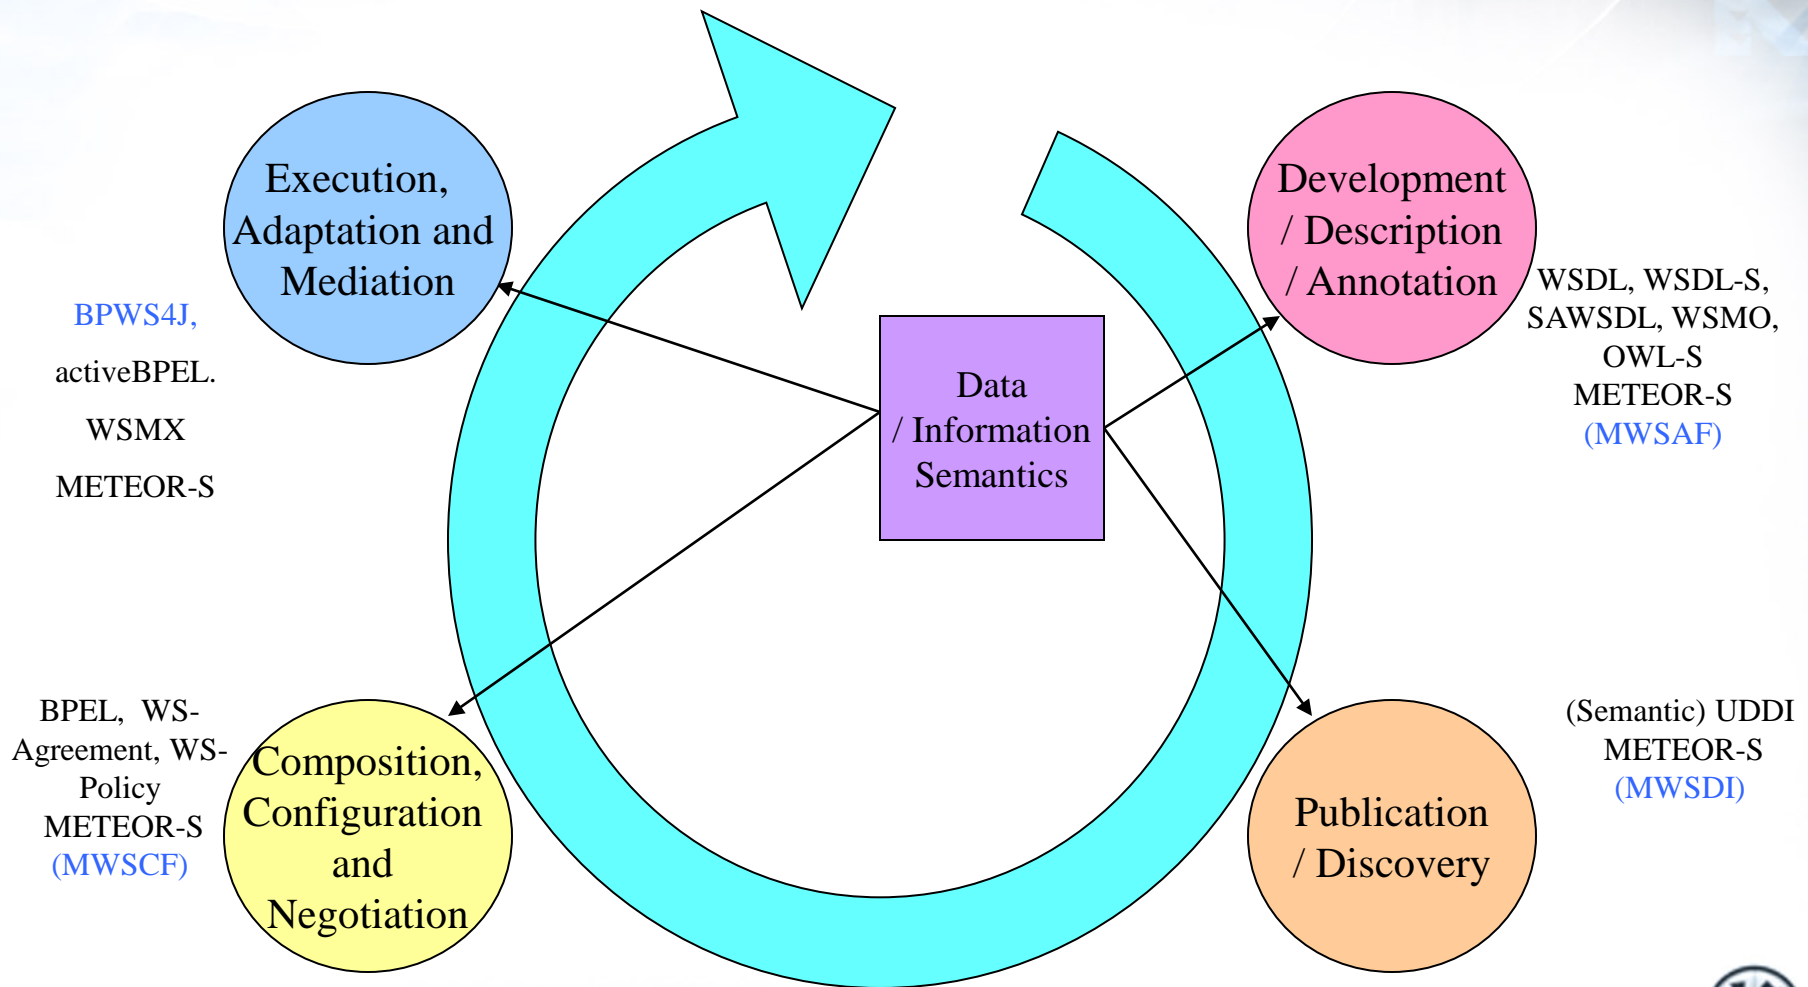 Execution,
Adaptation and
Mediation
BPWS4J,
activeBPEL.
WSMX
METEOR-S
Development
/ Description
/ Annotation
WSDL, WSDL-S,
SAWSDL, WSMO,
OWL-S
METEOR-S
(MWSAF)
Data
/ Information
Semantics
BPEL, WS-
Agreement, WS-
Policy
METEOR-S
(MWSCF)
Composition,
Configuration
and
Negotiation
Publication
/ Discovery
(Semantic) UDDI
METEOR-S
(MWSDI)